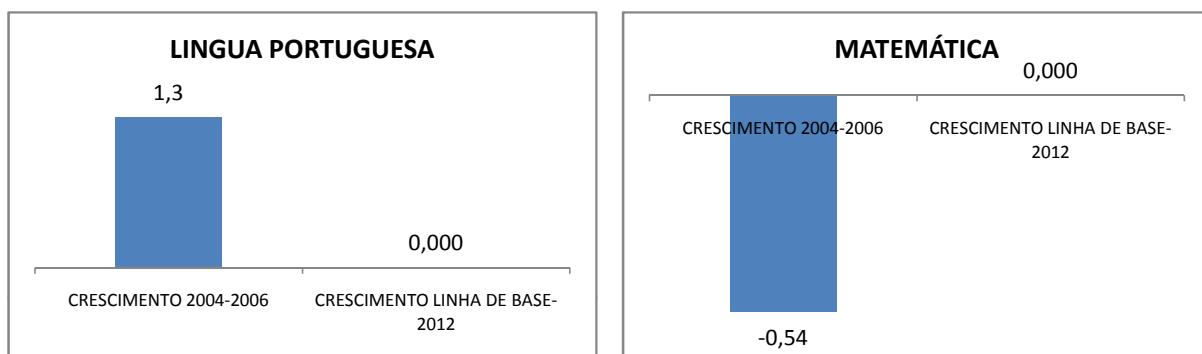 LINGUA PORTUGUESA
1,3
0,000
CRESCIMENTO 2004-2006
CRESCIMENTO LINHA DE BASE-
2012
MATEMÁTICA
0,000
CRESCIMENTO 2004-2006
CRESCIMENTO LINHA DE BASE-
2012
-0,54